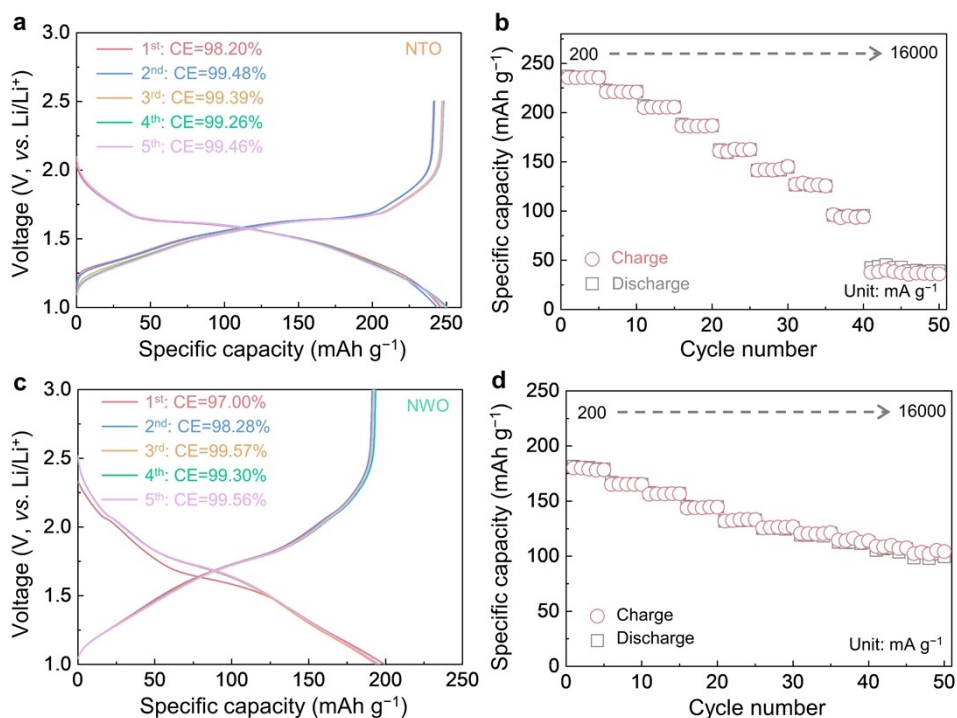 a
3.0
2.5
2.0
1.5
1.0
Voltage (V, vs. Li/Li⁺)
1ˢᵗ: CE=98.20%
2ⁿᵈ: CE=99.48%
3ʳᵈ: CE=99.39%
4ᵗʰ: CE=99.26%
5ᵗʰ: CE=99.46%
NTO
0 50 100 150 200 250
Specific capacity (mAh g⁻¹)
b
250
200
150
100
50
0
Specific capacity (mAh g⁻¹)
200 16000
Charge
Discharge
Unit: mA g⁻¹
0 10 20 30 40 50
Cycle number
c
3.0
2.5
2.0
1.5
1.0
Voltage (V, vs. Li/Li⁺)
1ˢᵗ: CE=97.00%
2ⁿᵈ: CE=98.28%
3ʳᵈ: CE=99.57%
4ᵗʰ: CE=99.30%
5ᵗʰ: CE=99.56%
NWO
0 50 100 150 200 250
Specific capacity (mAh g⁻¹)
d
250
200
150
100
50
0
Specific capacity (mAh g⁻¹)
200 16000
Charge
Discharge
Unit: mA g⁻¹
0 10 20 30 40 50
Cycle number